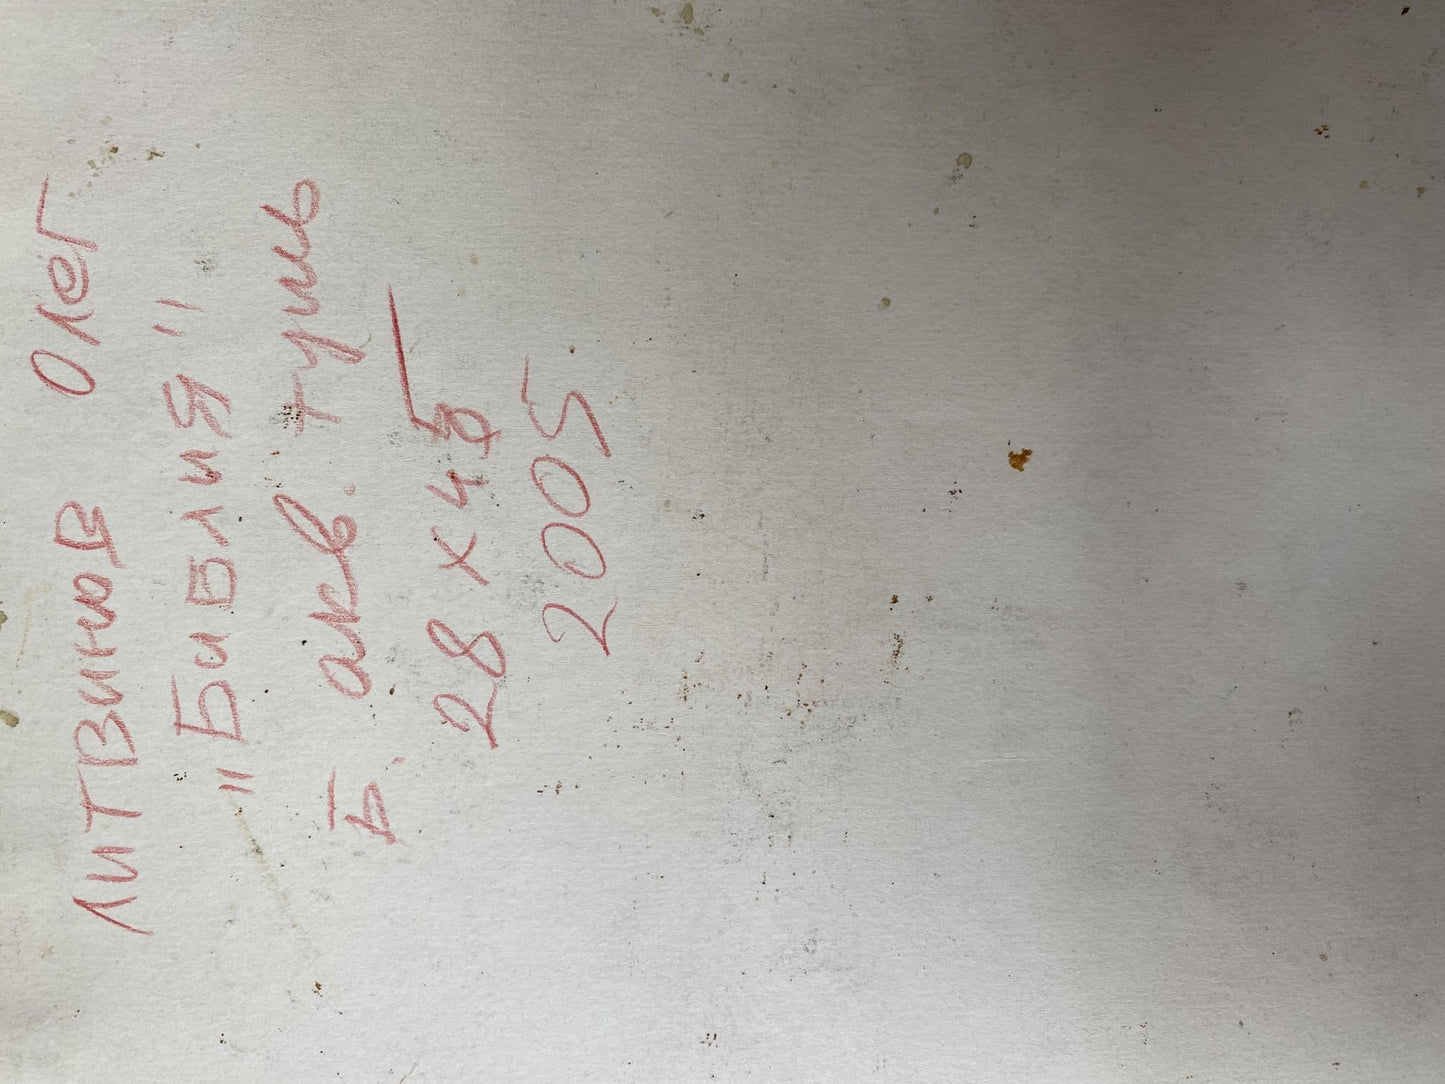 Литвинов Олег
"Библия"
Б. акв. тушь
28 х 45
2005